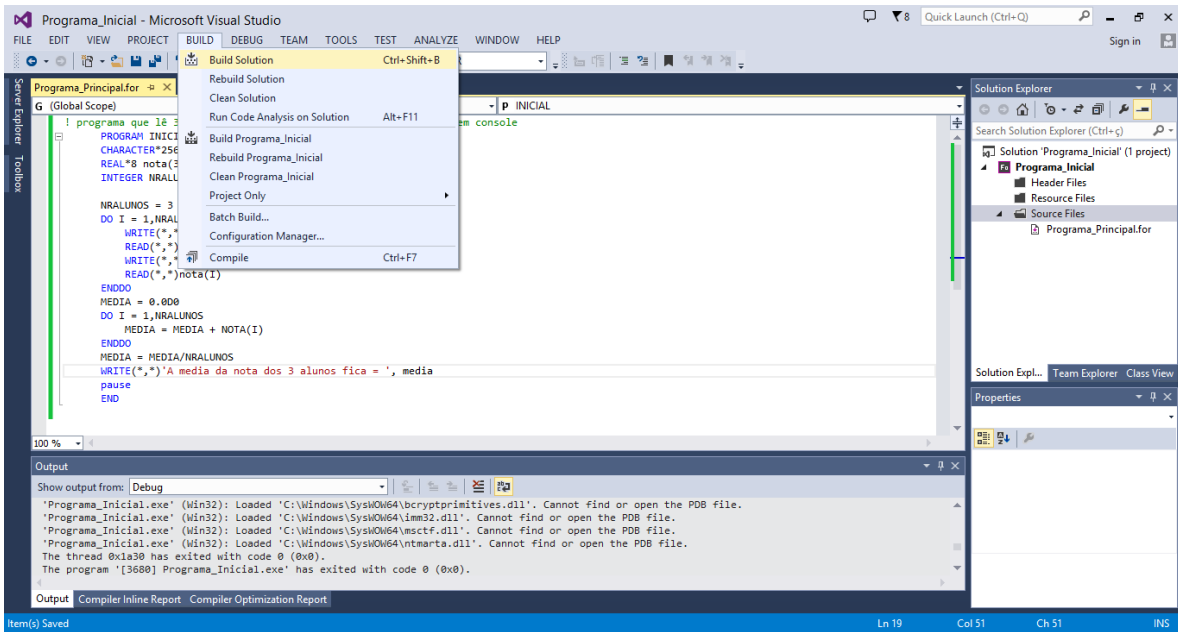 Programa_Inicial - Microsoft Visual Studio
8
Quick Launch (Ctrl+Q)
FILE EDIT VIEW PROJECT BUILD DEBUG TEAM TOOLS TEST ANALYZE WINDOW HELP
Sign in
Build Solution Ctrl+Shift+B
Rebuild Solution
Clean Solution
Run Code Analysis on Solution Alt+F11
Build Programa_Inicial
Rebuild Programa_Inicial
Clean Programa_Inicial
Project Only
Batch Build...
Configuration Manager...
Compile Ctrl+F7
Server Explorer
Toolbox
Programa_Principal.for
G (Global Scope)
P INICIAL
! programa que lê 3 em console
PROGRAM INICI
CHARACTER*256
REAL*8 nota(3
INTEGER NRALU
NRALUNOS = 3
DO I = 1,NRAL
WRITE(*,*
READ(*,*)
WRITE(*,*
READ(*,*)nota(I)
ENDDO
MEDIA = 0.0D0
DO I = 1,NRALUNOS
MEDIA = MEDIA + NOTA(I)
ENDDO
MEDIA = MEDIA/NRALUNOS
WRITE(*,*)'A media da nota dos 3 alunos fica = ', media
pause
END
100 %
Solution Explorer
Search Solution Explorer (Ctrl+ç)
Solution 'Programa_Inicial' (1 project)
Fo Programa_Inicial
Header Files
Resource Files
Source Files
Programa_Principal.for
Solution Expl... Team Explorer Class View
Properties
Output
Show output from: Debug
'Programa_Inicial.exe' (Win32): Loaded 'C:\Windows\SysWOW64\bcryptprimitives.dll'. Cannot find or open the PDB file.
'Programa_Inicial.exe' (Win32): Loaded 'C:\Windows\SysWOW64\imm32.dll'. Cannot find or open the PDB file.
'Programa_Inicial.exe' (Win32): Loaded 'C:\Windows\SysWOW64\msctf.dll'. Cannot find or open the PDB file.
'Programa_Inicial.exe' (Win32): Loaded 'C:\Windows\SysWOW64\ntmarta.dll'. Cannot find or open the PDB file.
The thread 0x1a30 has exited with code 0 (0x0).
The program '[3680] Programa_Inicial.exe' has exited with code 0 (0x0).
Output Compiler Inline Report Compiler Optimization Report
Item(s) Saved Ln 19 Col 51 Ch 51 INS